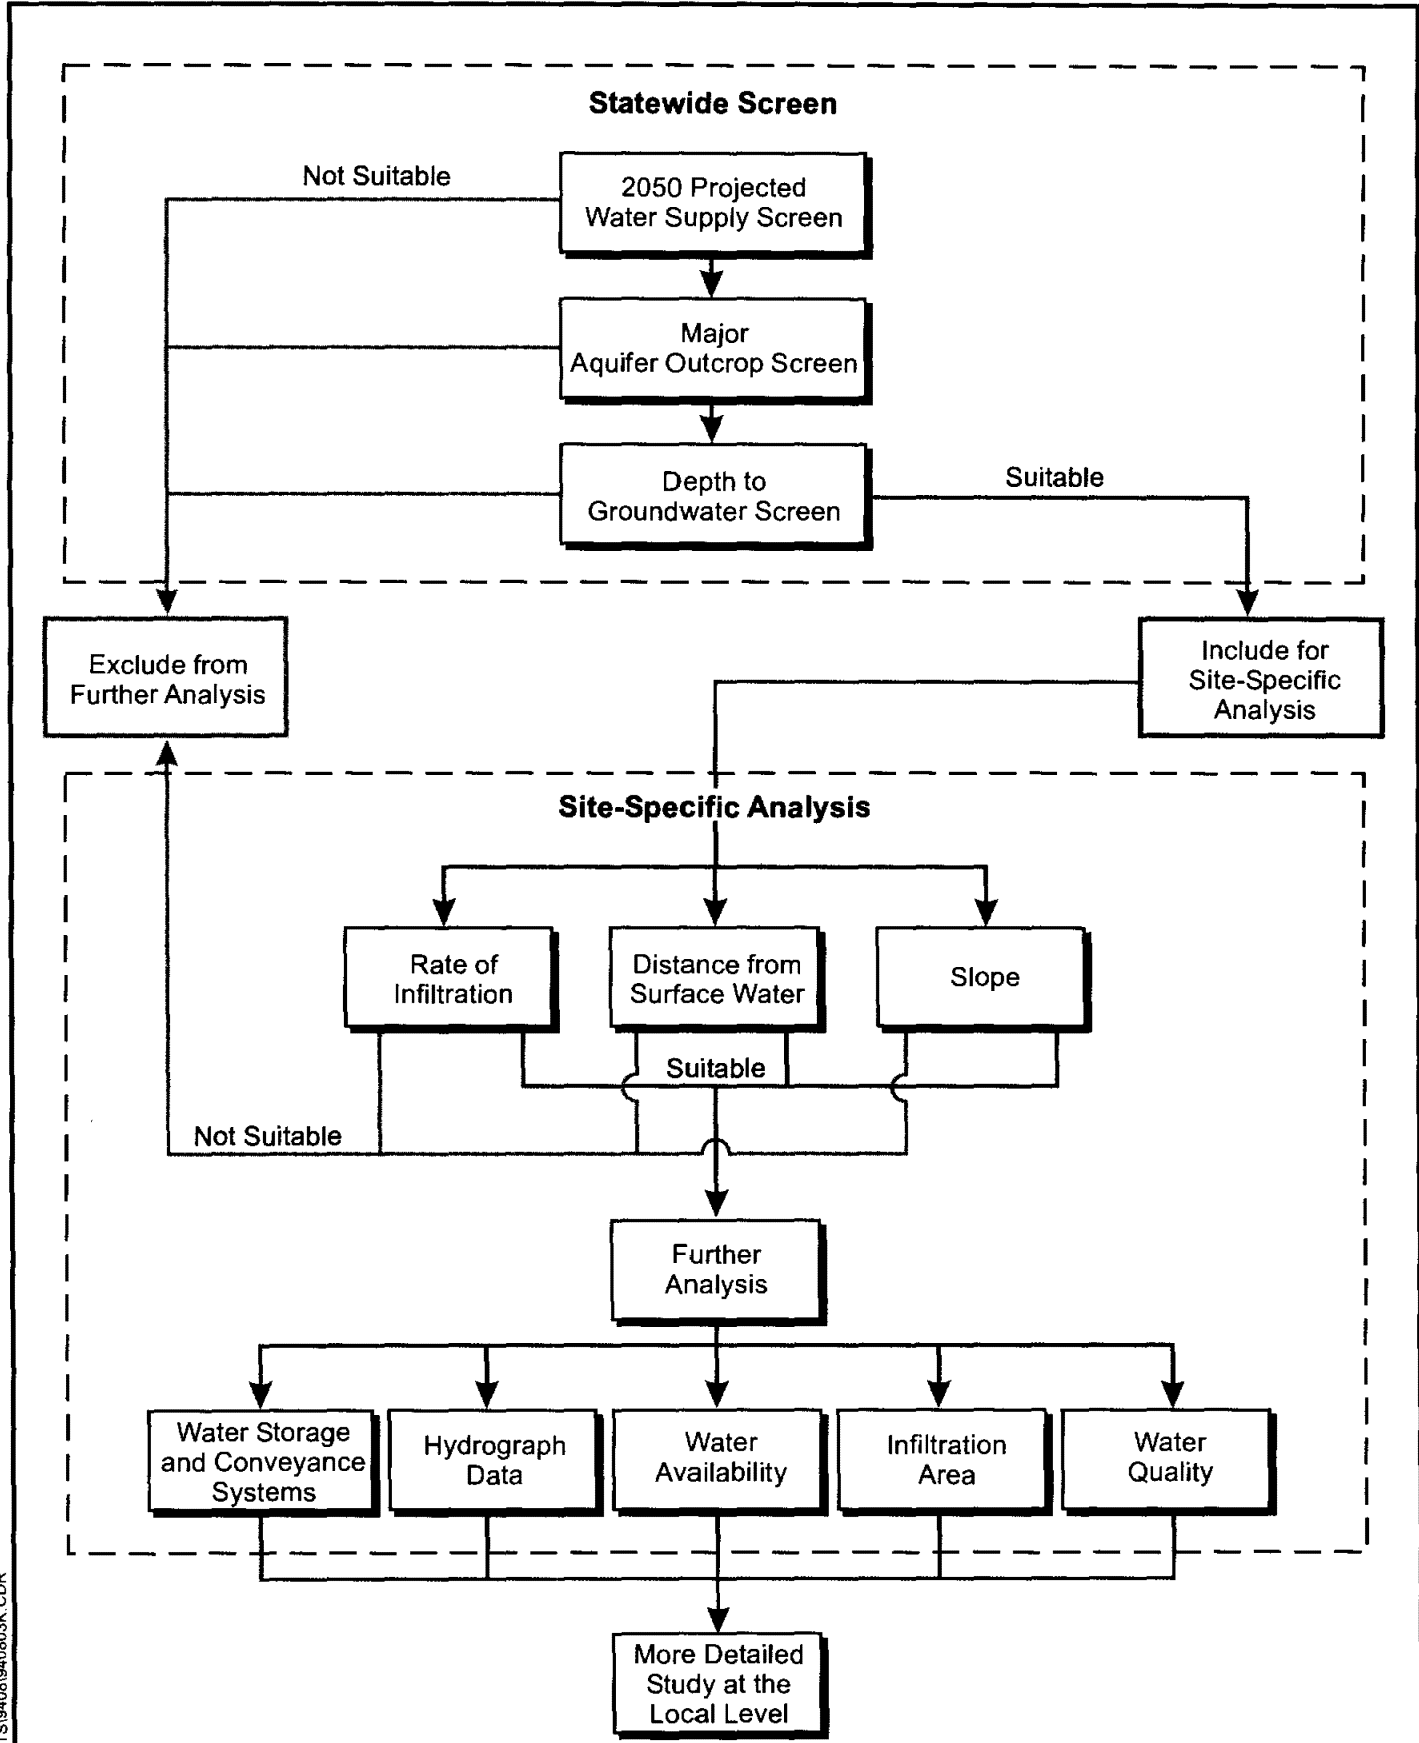 Statewide Screen
Not Suitable
2050 Projected
Water Supply Screen
Major
Aquifer Outcrop Screen
Depth to
Groundwater Screen
Suitable
Exclude from
Further Analysis
Include for
Site-Specific
Analysis
Site-Specific Analysis
Rate of
Infiltration
Distance from
Surface Water
Slope
Suitable
Not Suitable
Further
Analysis
Water Storage
and Conveyance
Systems
Hydrograph
Data
Water
Availability
Infiltration
Area
Water
Quality
More Detailed
Study at the
Local Level